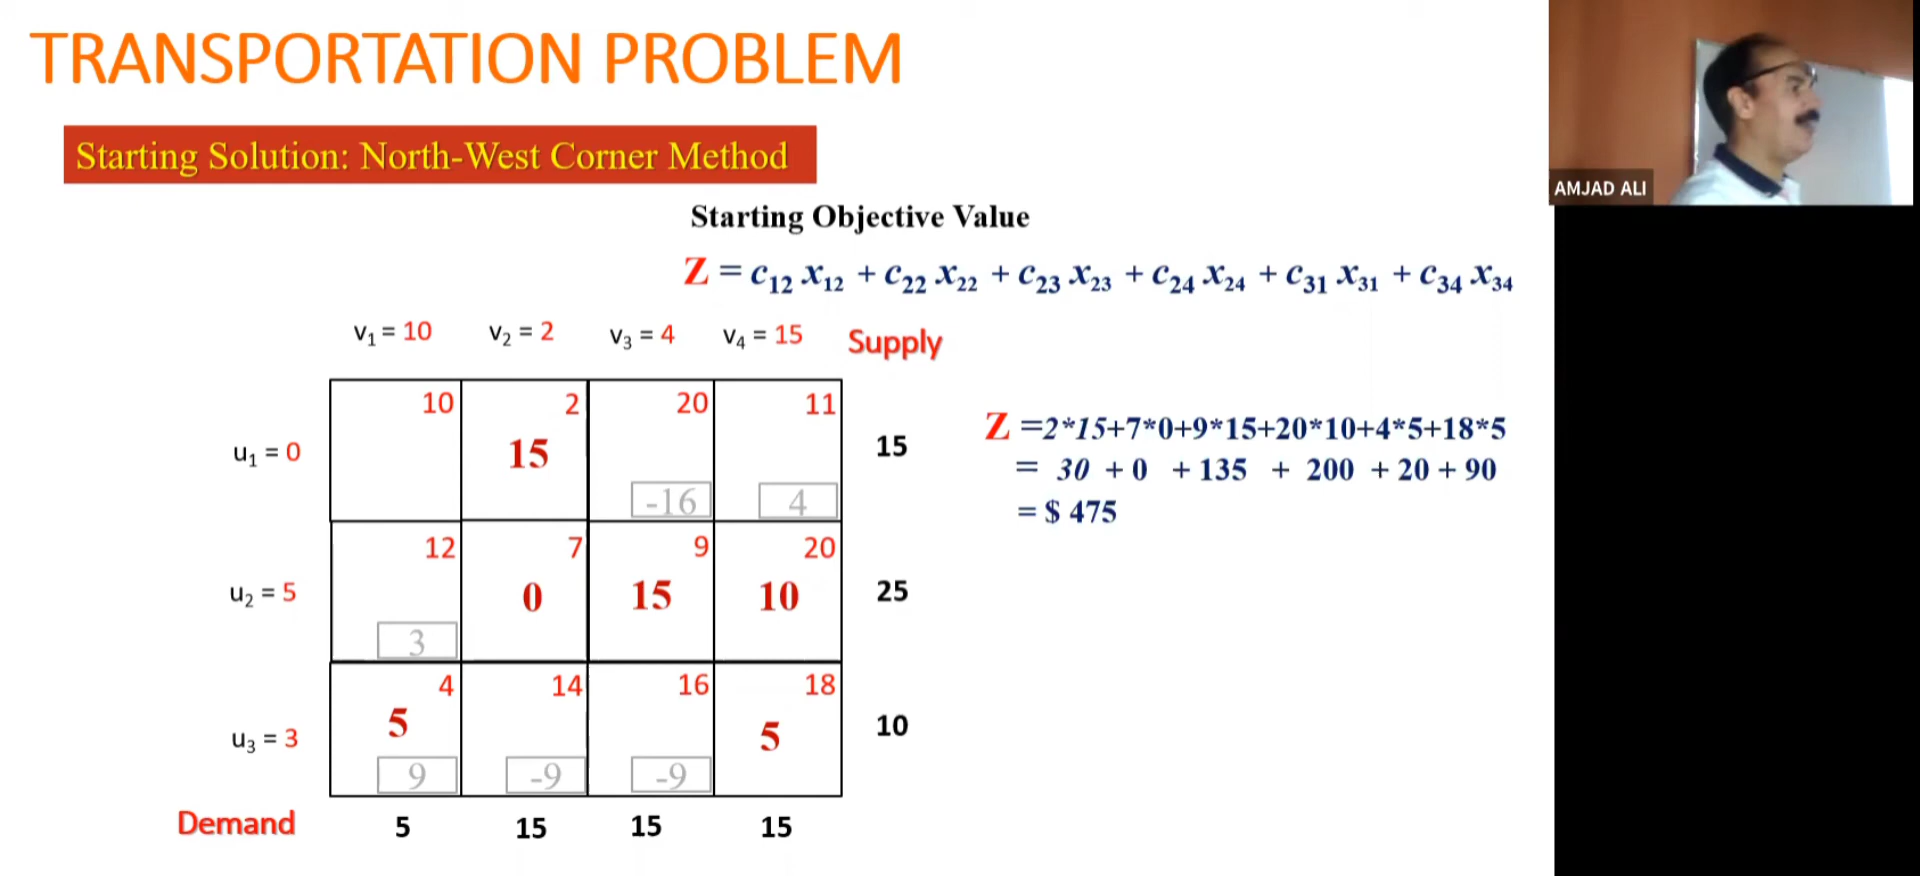 TRANSPORTATION PROBLEM
Starting Solution: North-West Corner Method
AMJAD ALI
Starting Objective Value
Z = c12 x12 + c22 x22 + c23 x23 + c24 x24 + c31 x31 + c34 x34
v1 = 10 v2 = 2 v3 = 4 v4 = 15 Supply
10 2 20 11
u1 = 0 15 15
-16 4
Z =2*15+7*0+9*15+20*10+4*5+18*5
= 30 + 0 + 135 + 200 + 20 + 90
= $ 475
12 7 9 20
u2 = 5 0 15 10 25
3
4 14 16 18
u3 = 3 5 5 10
9 -9 -9
Demand 5 15 15 15